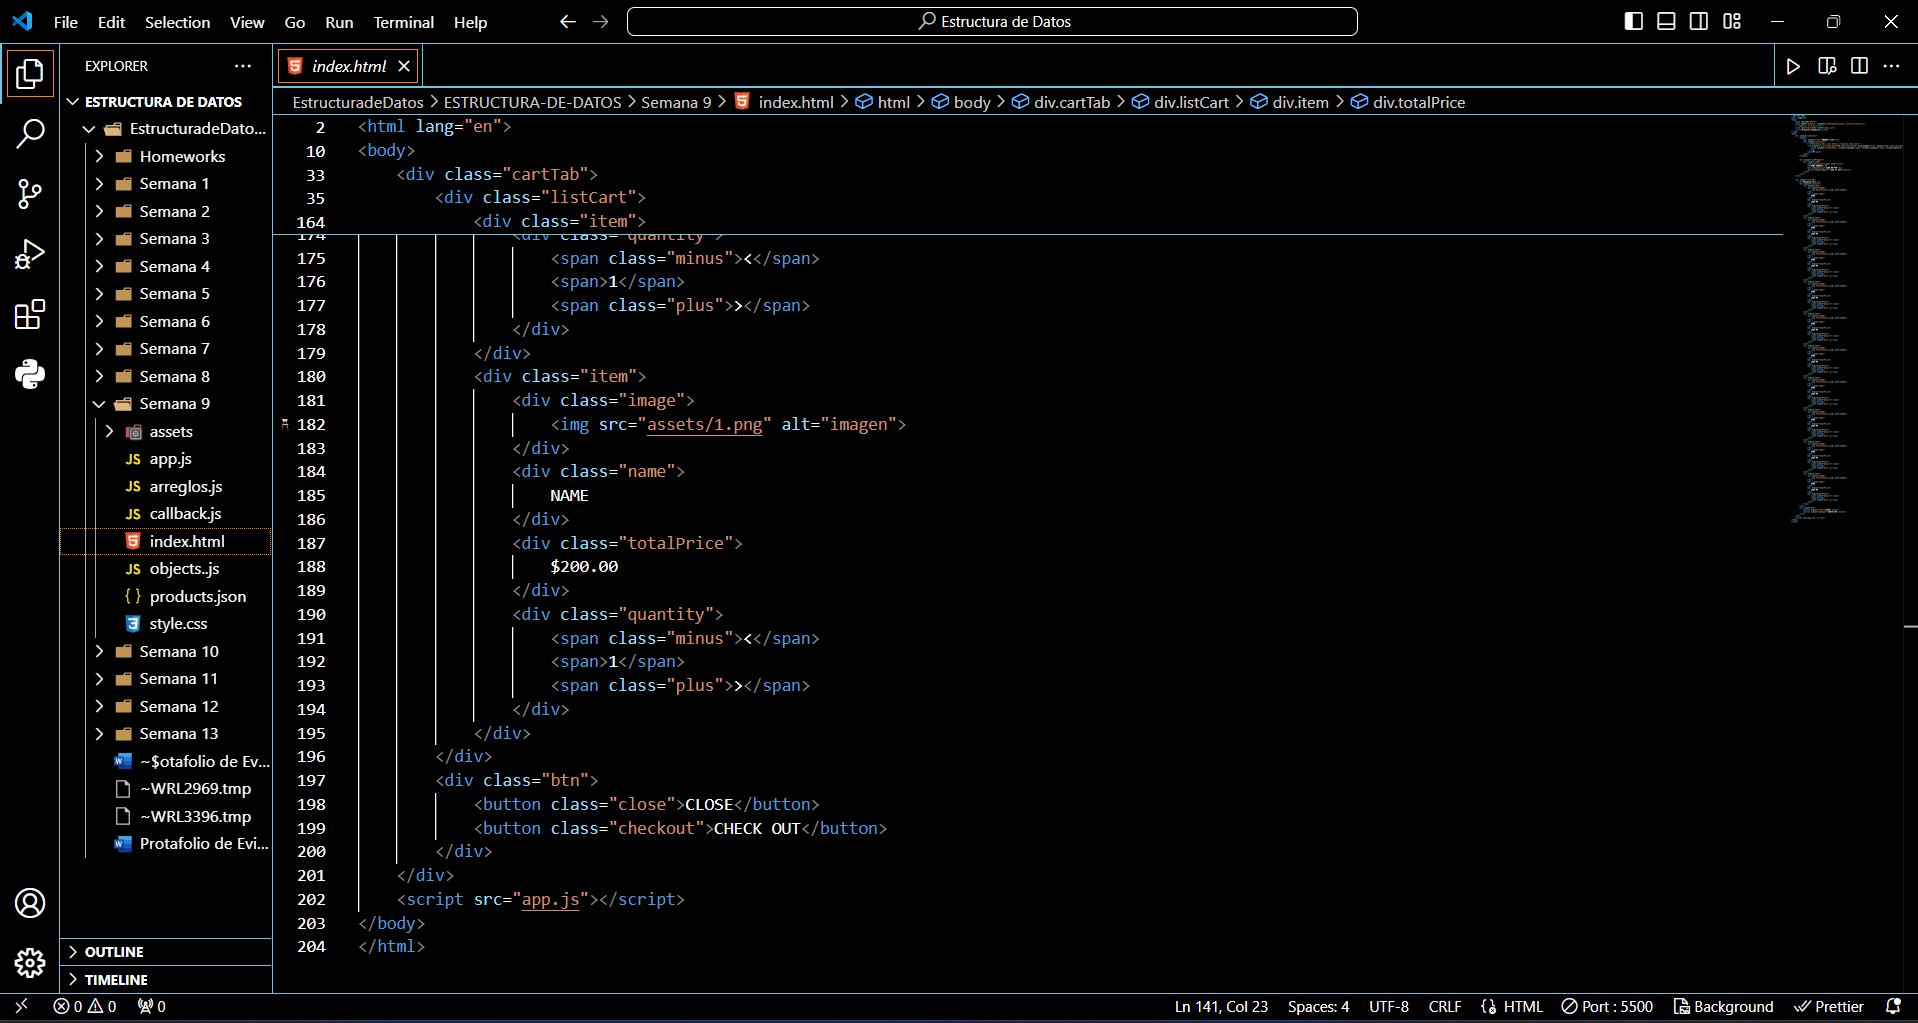 File Edit Selection View Go Run Terminal Help
Estructura de Datos
EXPLORER
ESTRUCTURA DE DATOS
EstructuradeDato...
Homeworks
Semana 1
Semana 2
Semana 3
Semana 4
Semana 5
Semana 6
Semana 7
Semana 8
Semana 9
assets
JS app.js
JS arreglos.js
JS callback.js
index.html
JS objects..js
{ } products.json
style.css
Semana 10
Semana 11
Semana 12
Semana 13
~$otafolio de Ev...
~WRL2969.tmp
~WRL3396.tmp
Protafolio de Evi...
OUTLINE
TIMELINE
index.html
EstructuradeDatos > ESTRUCTURA-DE-DATOS > Semana 9 > index.html > html > body > div.cartTab > div.listCart > div.item > div.totalPrice
2 <html lang="en">
10 <body>
33 <div class="cartTab">
35 <div class="listCart">
164 <div class="item">
174 <div class="quantity">
175 <span class="minus"><</span>
176 <span>1</span>
177 <span class="plus">></span>
178 </div>
179 </div>
180 <div class="item">
181 <div class="image">
182 <img src="assets/1.png" alt="imagen">
183 </div>
184 <div class="name">
185 NAME
186 </div>
187 <div class="totalPrice">
188 $200.00
189 </div>
190 <div class="quantity">
191 <span class="minus"><</span>
192 <span>1</span>
193 <span class="plus">></span>
194 </div>
195 </div>
196 </div>
197 <div class="btn">
198 <button class="close">CLOSE</button>
199 <button class="checkout">CHECK OUT</button>
200 </div>
201 </div>
202 <script src="app.js"></script>
203 </body>
204 </html>
0 0 0 Ln 141, Col 23 Spaces: 4 UTF-8 CRLF HTML Port : 5500 Background Prettier